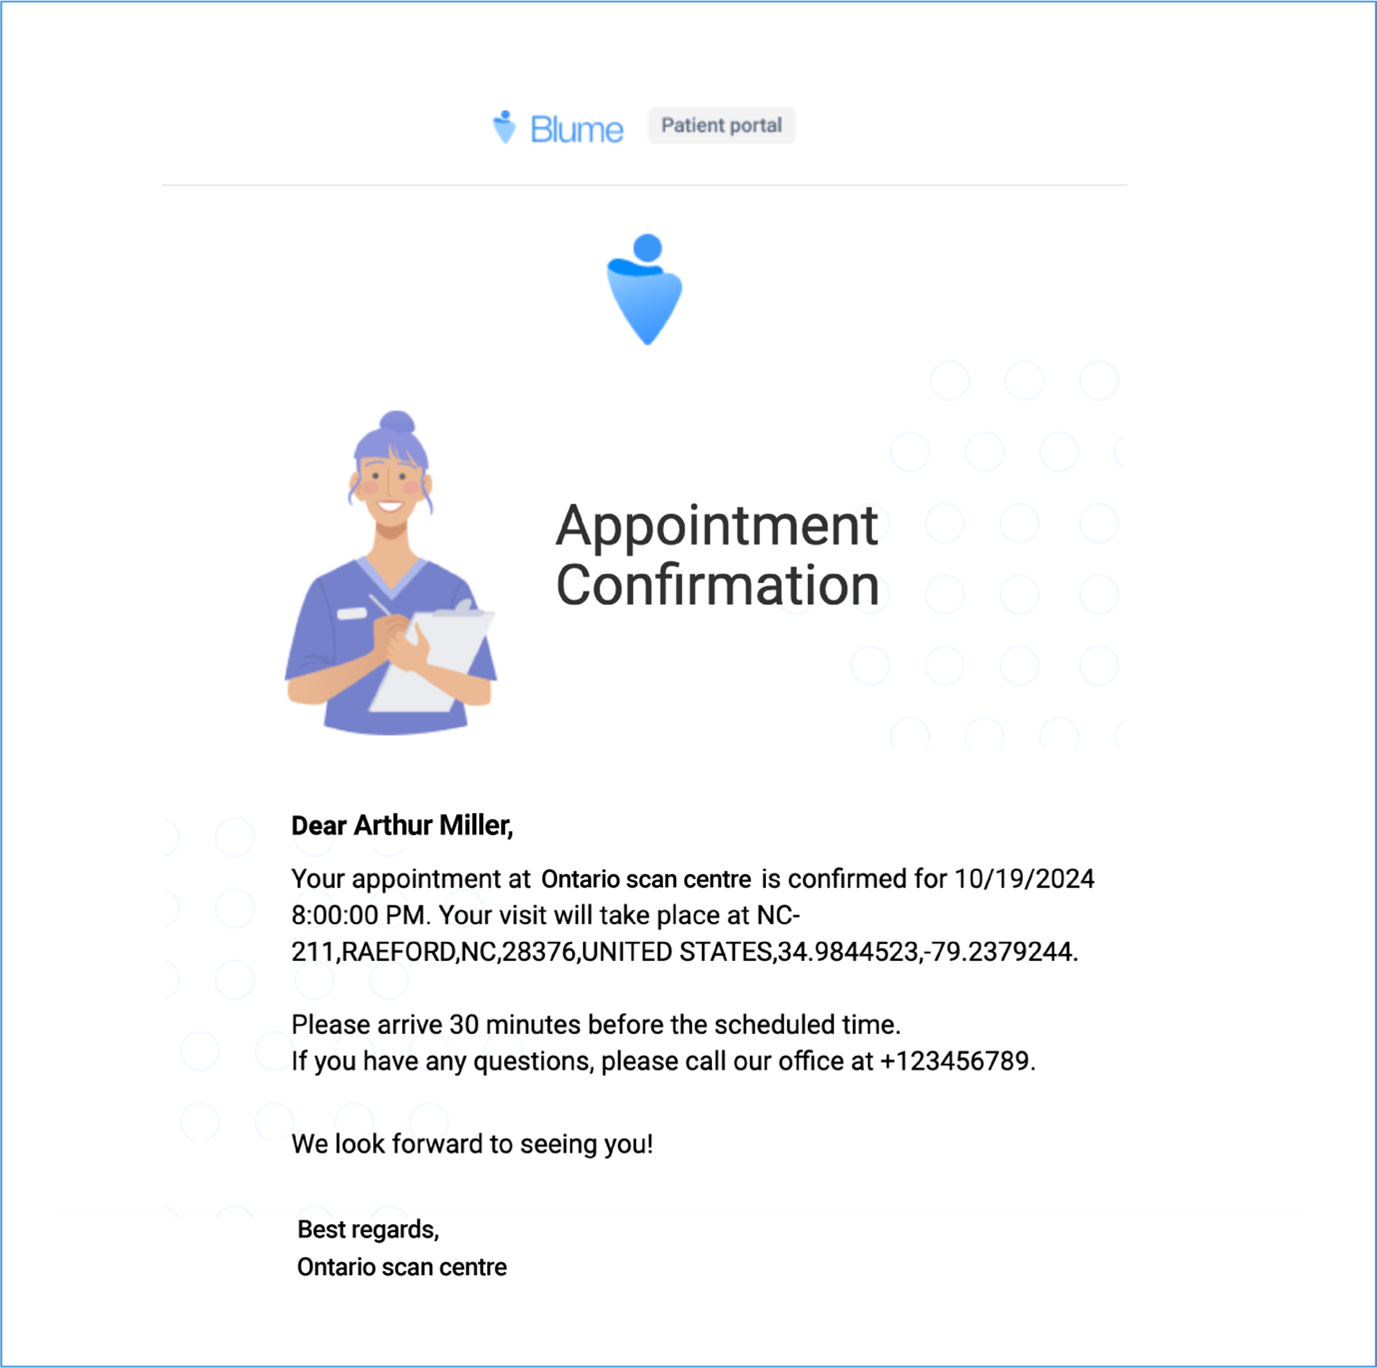 Blume Patient portal
Appointment
Confirmation
Dear Arthur Miller,
Your appointment at Ontario scan centre is confirmed for 10/19/2024
8:00:00 PM. Your visit will take place at NC-
211,RAEFORD,NC,28376,UNITED STATES,34.9844523,-79.2379244.
Please arrive 30 minutes before the scheduled time.
If you have any questions, please call our office at +123456789.
We look forward to seeing you!
Best regards,
Ontario scan centre